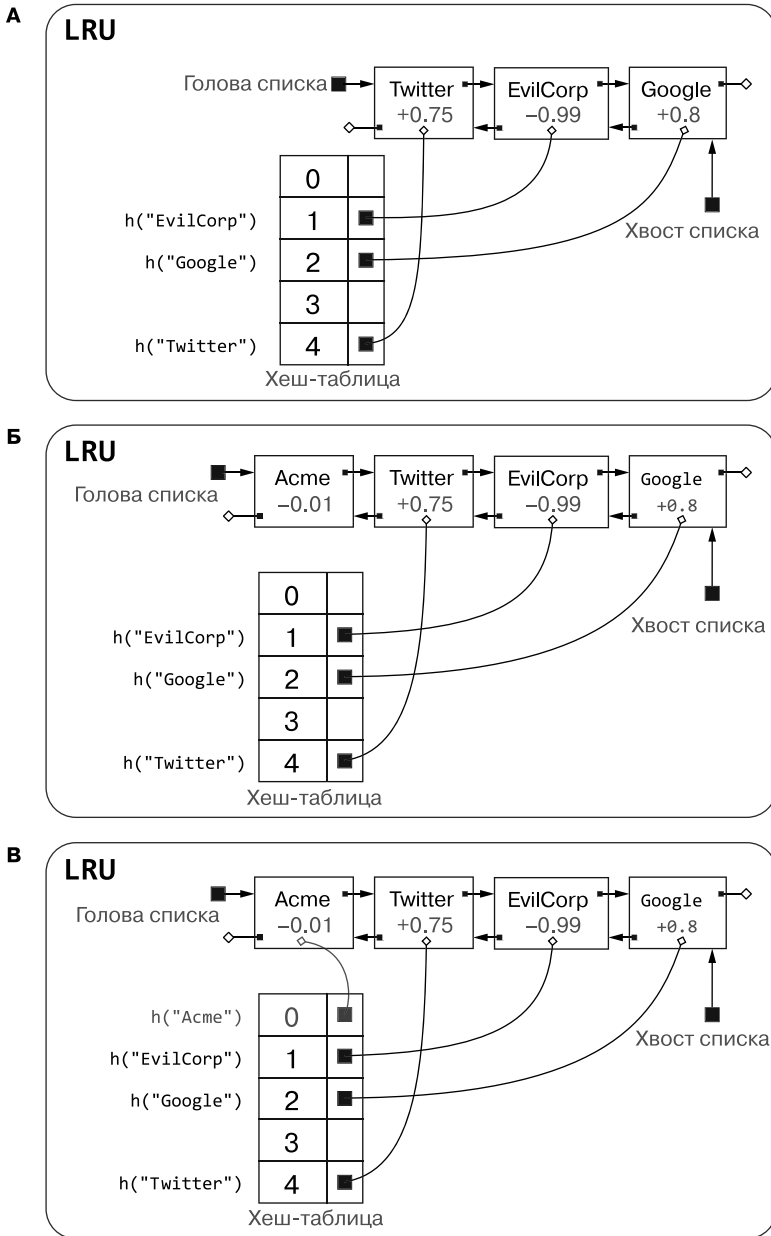 А
LRU
Голова списка
Twitter
+0.75
EvilCorp
−0.99
Google
+0.8
Хвост списка
0
h("EvilCorp")
1
h("Google")
2
3
h("Twitter")
4
Хеш-таблица
Б
LRU
Голова списка
Acme
−0.01
Twitter
+0.75
EvilCorp
−0.99
Google
+0.8
Хвост списка
0
h("EvilCorp")
1
h("Google")
2
3
h("Twitter")
4
Хеш-таблица
В
LRU
Голова списка
Acme
−0.01
Twitter
+0.75
EvilCorp
−0.99
Google
+0.8
Хвост списка
h("Acme")
0
h("EvilCorp")
1
h("Google")
2
3
h("Twitter")
4
Хеш-таблица